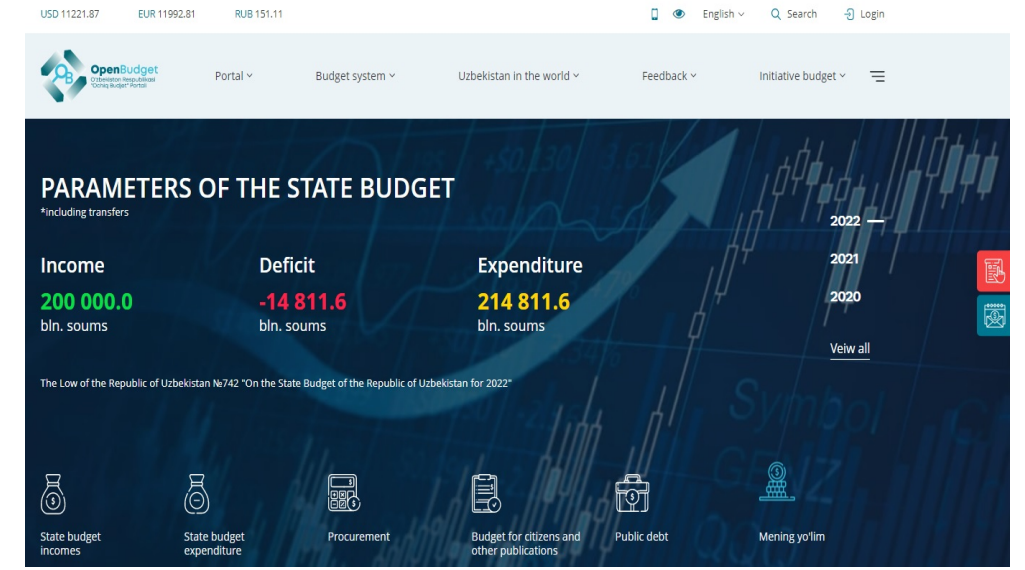 USD 11221.87 EUR 11992.81 RUB 151.11 English Search Login
OpenBudget
O'zbekiston Respublikasi
"Ochiq Budjet" Portali
Portal Budget system Uzbekistan in the world Feedback Initiative budget
PARAMETERS OF THE STATE BUDGET
*including transfers
2022
2021
2020
Veiw all
Income
200 000.0
bln. soums
Deficit
-14 811.6
bln. soums
Expenditure
214 811.6
bln. soums
The Low of the Republic of Uzbekistan №742 "On the State Budget of the Republic of Uzbekistan for 2022"
Symbol
GENZ
State budget
incomes
State budget
expenditure
Procurement
Budget for citizens and
other publications
Public debt
Mening yo'lim